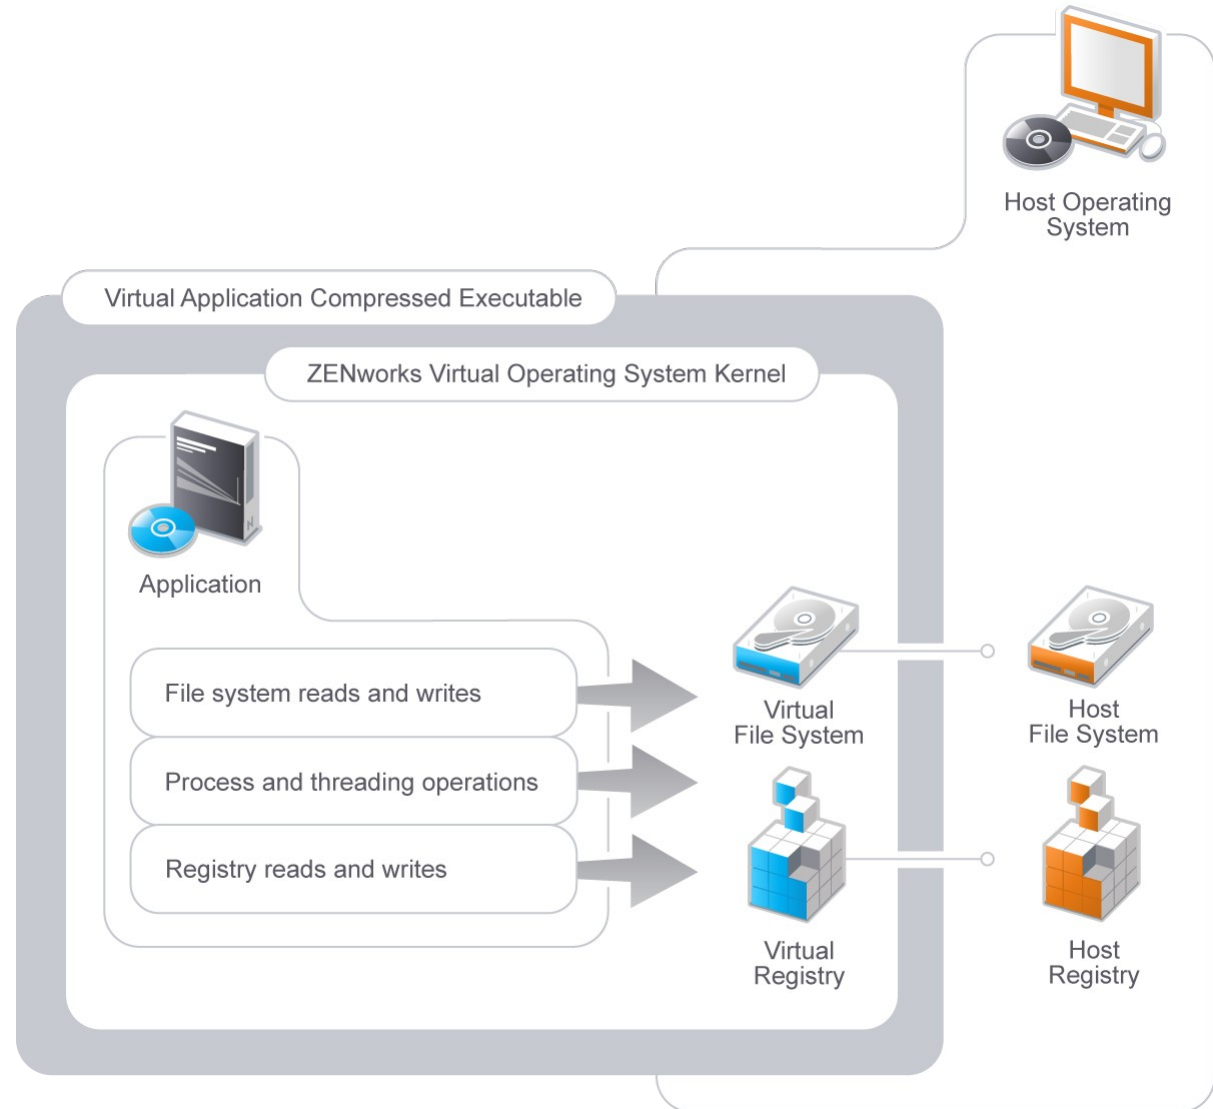 Host Operating
System
Virtual Application Compressed Executable
ZENworks Virtual Operating System Kernel
Application
File system reads and writes
Process and threading operations
Registry reads and writes
Virtual
File System
Host
File System
Virtual
Registry
Host
Registry